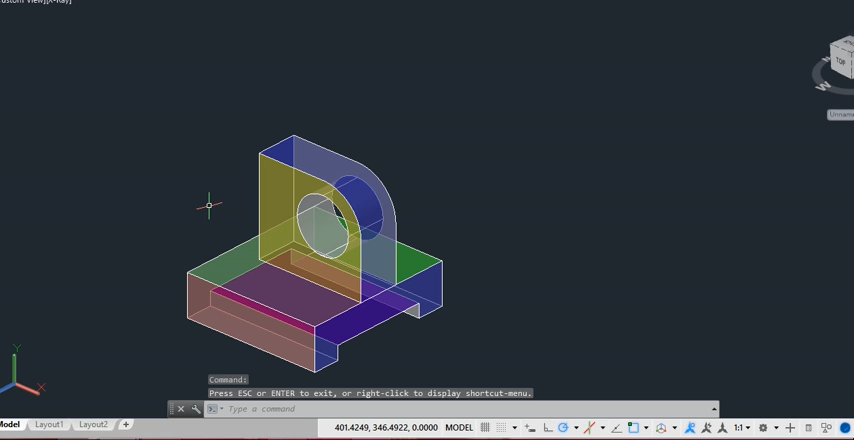 ustom View][X-Ray]
W
TOP
Unname
Y
X
Command:
Press ESC or ENTER to exit, or right-click to display shortcut-menu.
Type a command
Model Layout1 Layout2 +
401.4249, 346.4922, 0.0000 MODEL 1:1